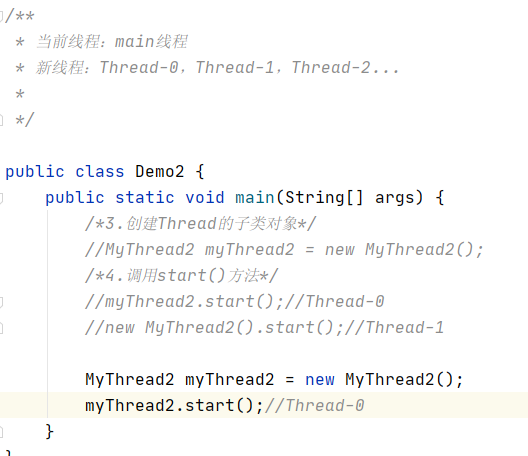 /**
 * 当前线程：main线程
 * 新线程：Thread-0，Thread-1，Thread-2...
 *
 */
public class Demo2 {
    public static void main(String[] args) {
        /*3.创建Thread的子类对象*/
        //MyThread2 myThread2 = new MyThread2();
        /*4.调用start()方法*/
        //myThread2.start();//Thread-0
        //new MyThread2().start();//Thread-1
        MyThread2 myThread2 = new MyThread2();
        myThread2.start();//Thread-0
    }
}